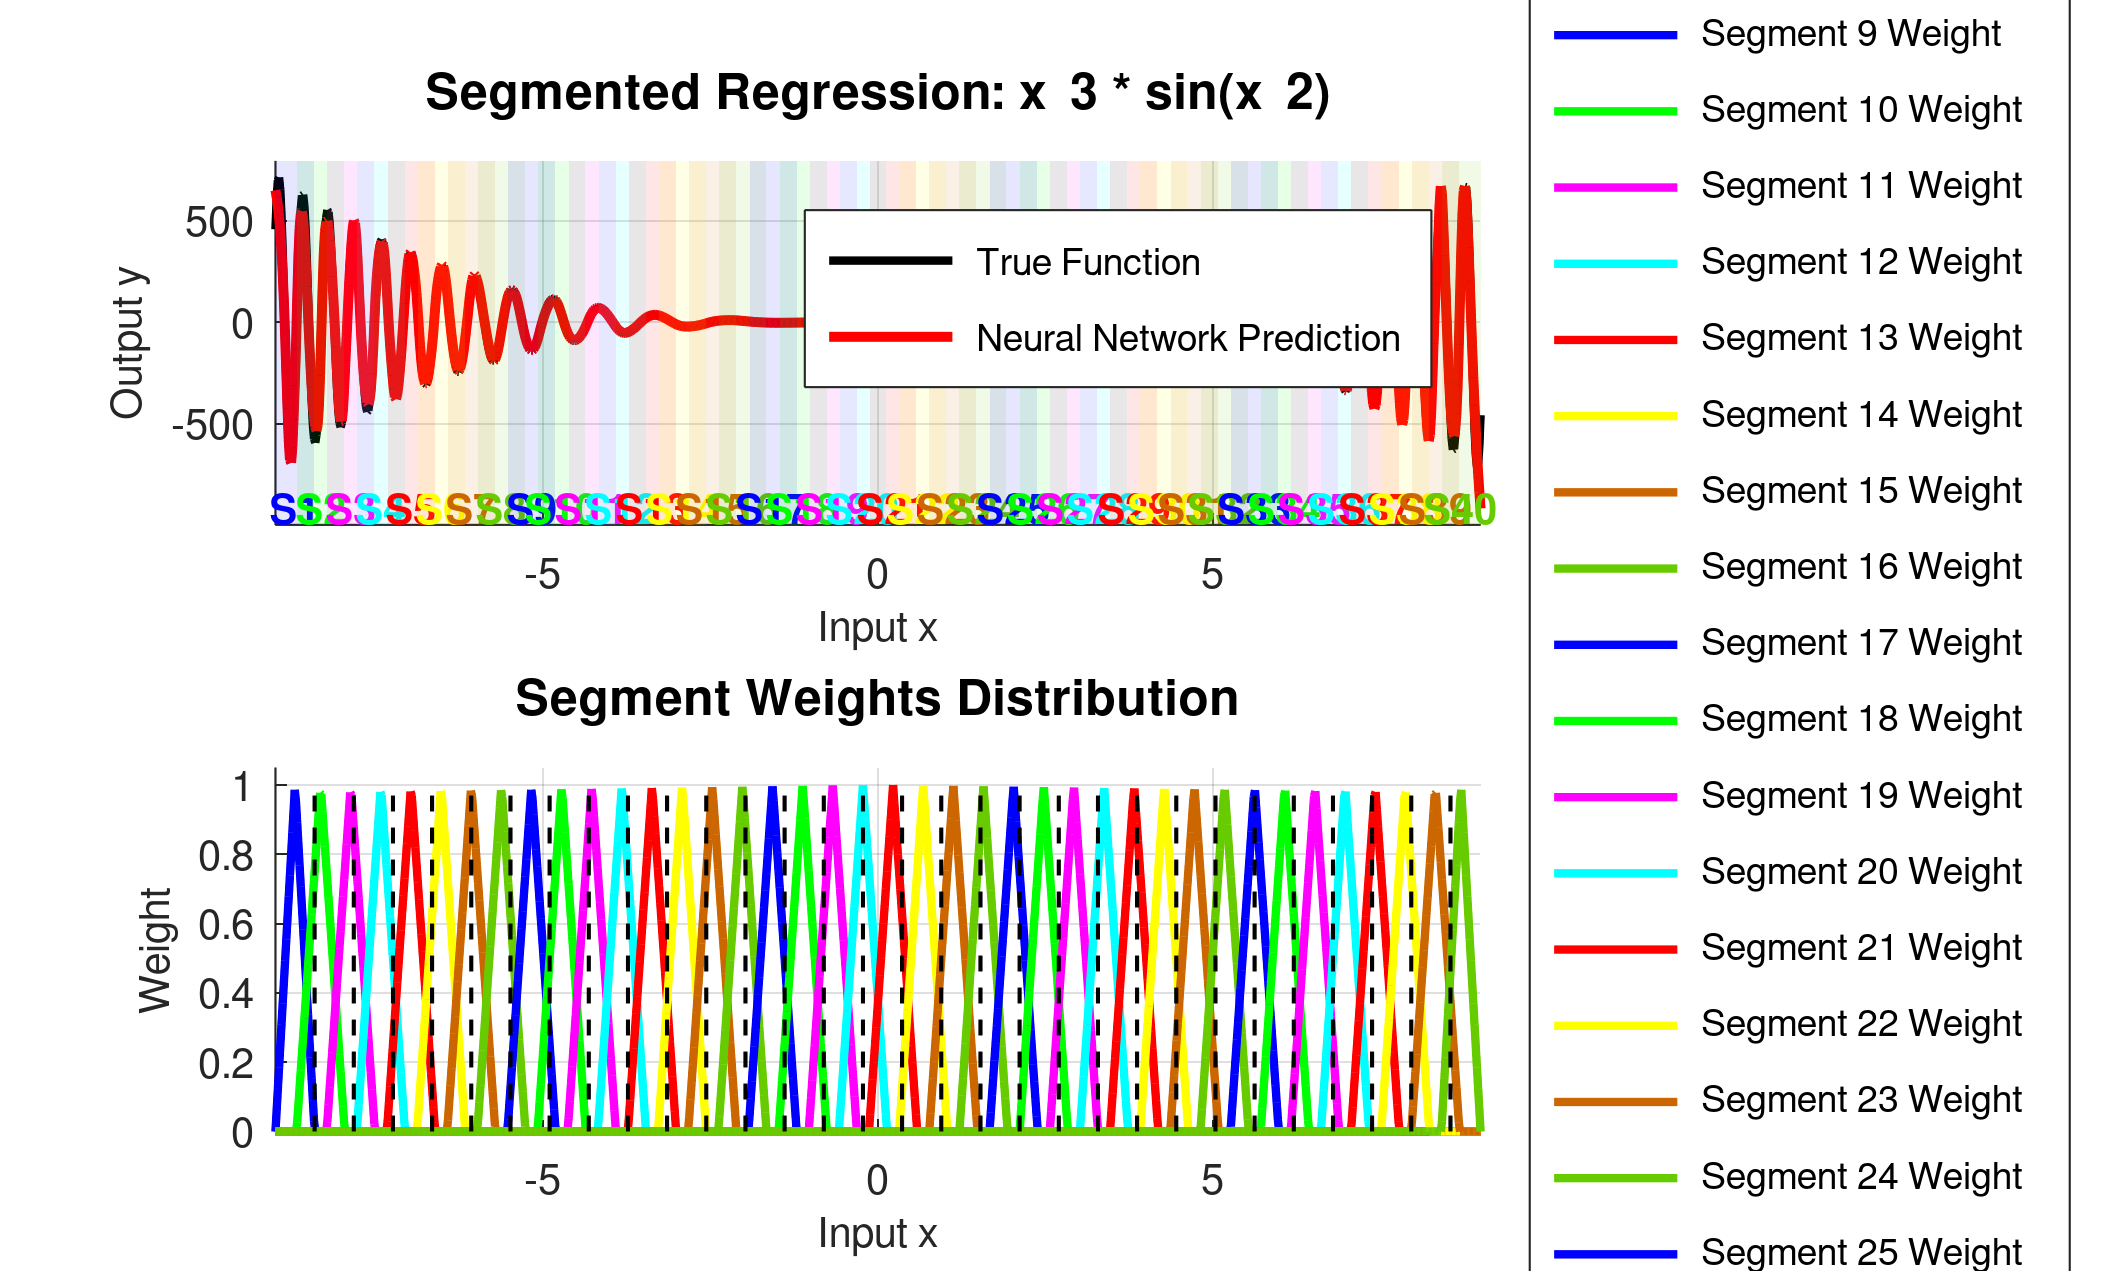 Segmented Regression: x 3 * sin(x 2)
True Function
Neural Network Prediction
Output y
500
0
-500
-5
0
5
Input x
Segment Weights Distribution
Weight
1
0.8
0.6
0.4
0.2
0
-5
0
5
Input x
Segment 9 Weight
Segment 10 Weight
Segment 11 Weight
Segment 12 Weight
Segment 13 Weight
Segment 14 Weight
Segment 15 Weight
Segment 16 Weight
Segment 17 Weight
Segment 18 Weight
Segment 19 Weight
Segment 20 Weight
Segment 21 Weight
Segment 22 Weight
Segment 23 Weight
Segment 24 Weight
Segment 25 Weight